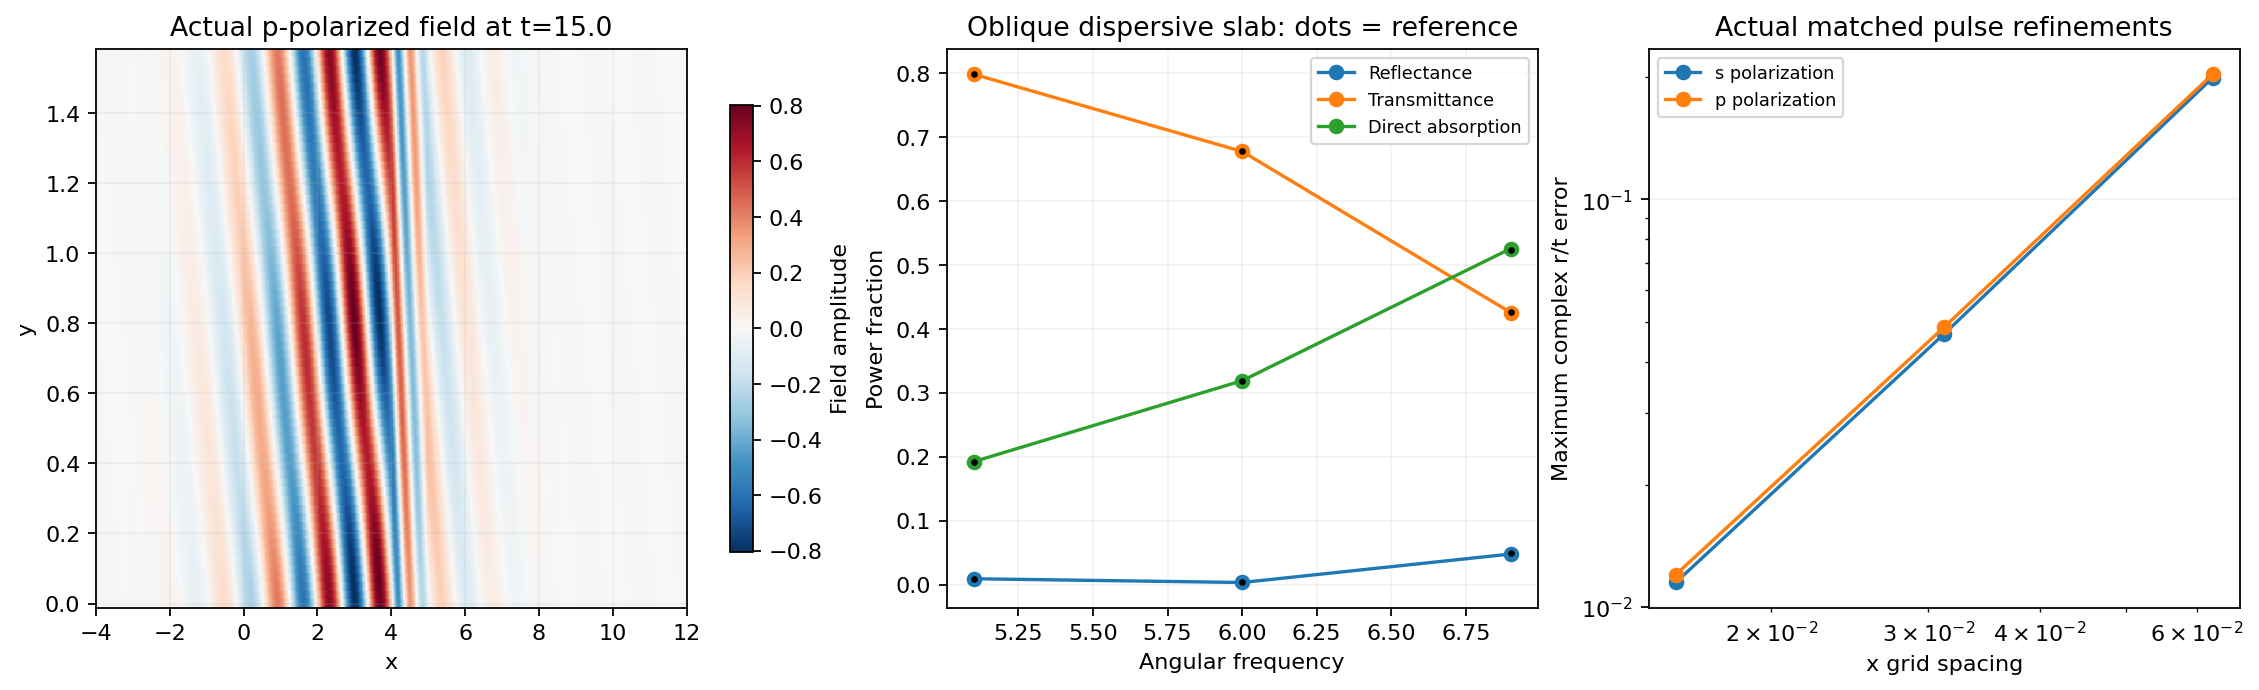 Actual p-polarized field at t=15.0
y
1.4
1.2
1.0
0.8
0.6
0.4
0.2
0.0
−4
−2
0
2
4
6
8
10
12
x
0.8
0.6
0.4
0.2
0.0
−0.2
−0.4
−0.6
−0.8
Field amplitude
Oblique dispersive slab: dots = reference
Power fraction
0.8
0.7
0.6
0.5
0.4
0.3
0.2
0.1
0.0
Reflectance
Transmittance
Direct absorption
5.25
5.50
5.75
6.00
6.25
6.50
6.75
Angular frequency
Actual matched pulse refinements
Maximum complex r/t error
10⁻¹
10⁻²
s polarization
p polarization
2 × 10⁻²
3 × 10⁻²
4 × 10⁻²
6 × 10⁻²
x grid spacing